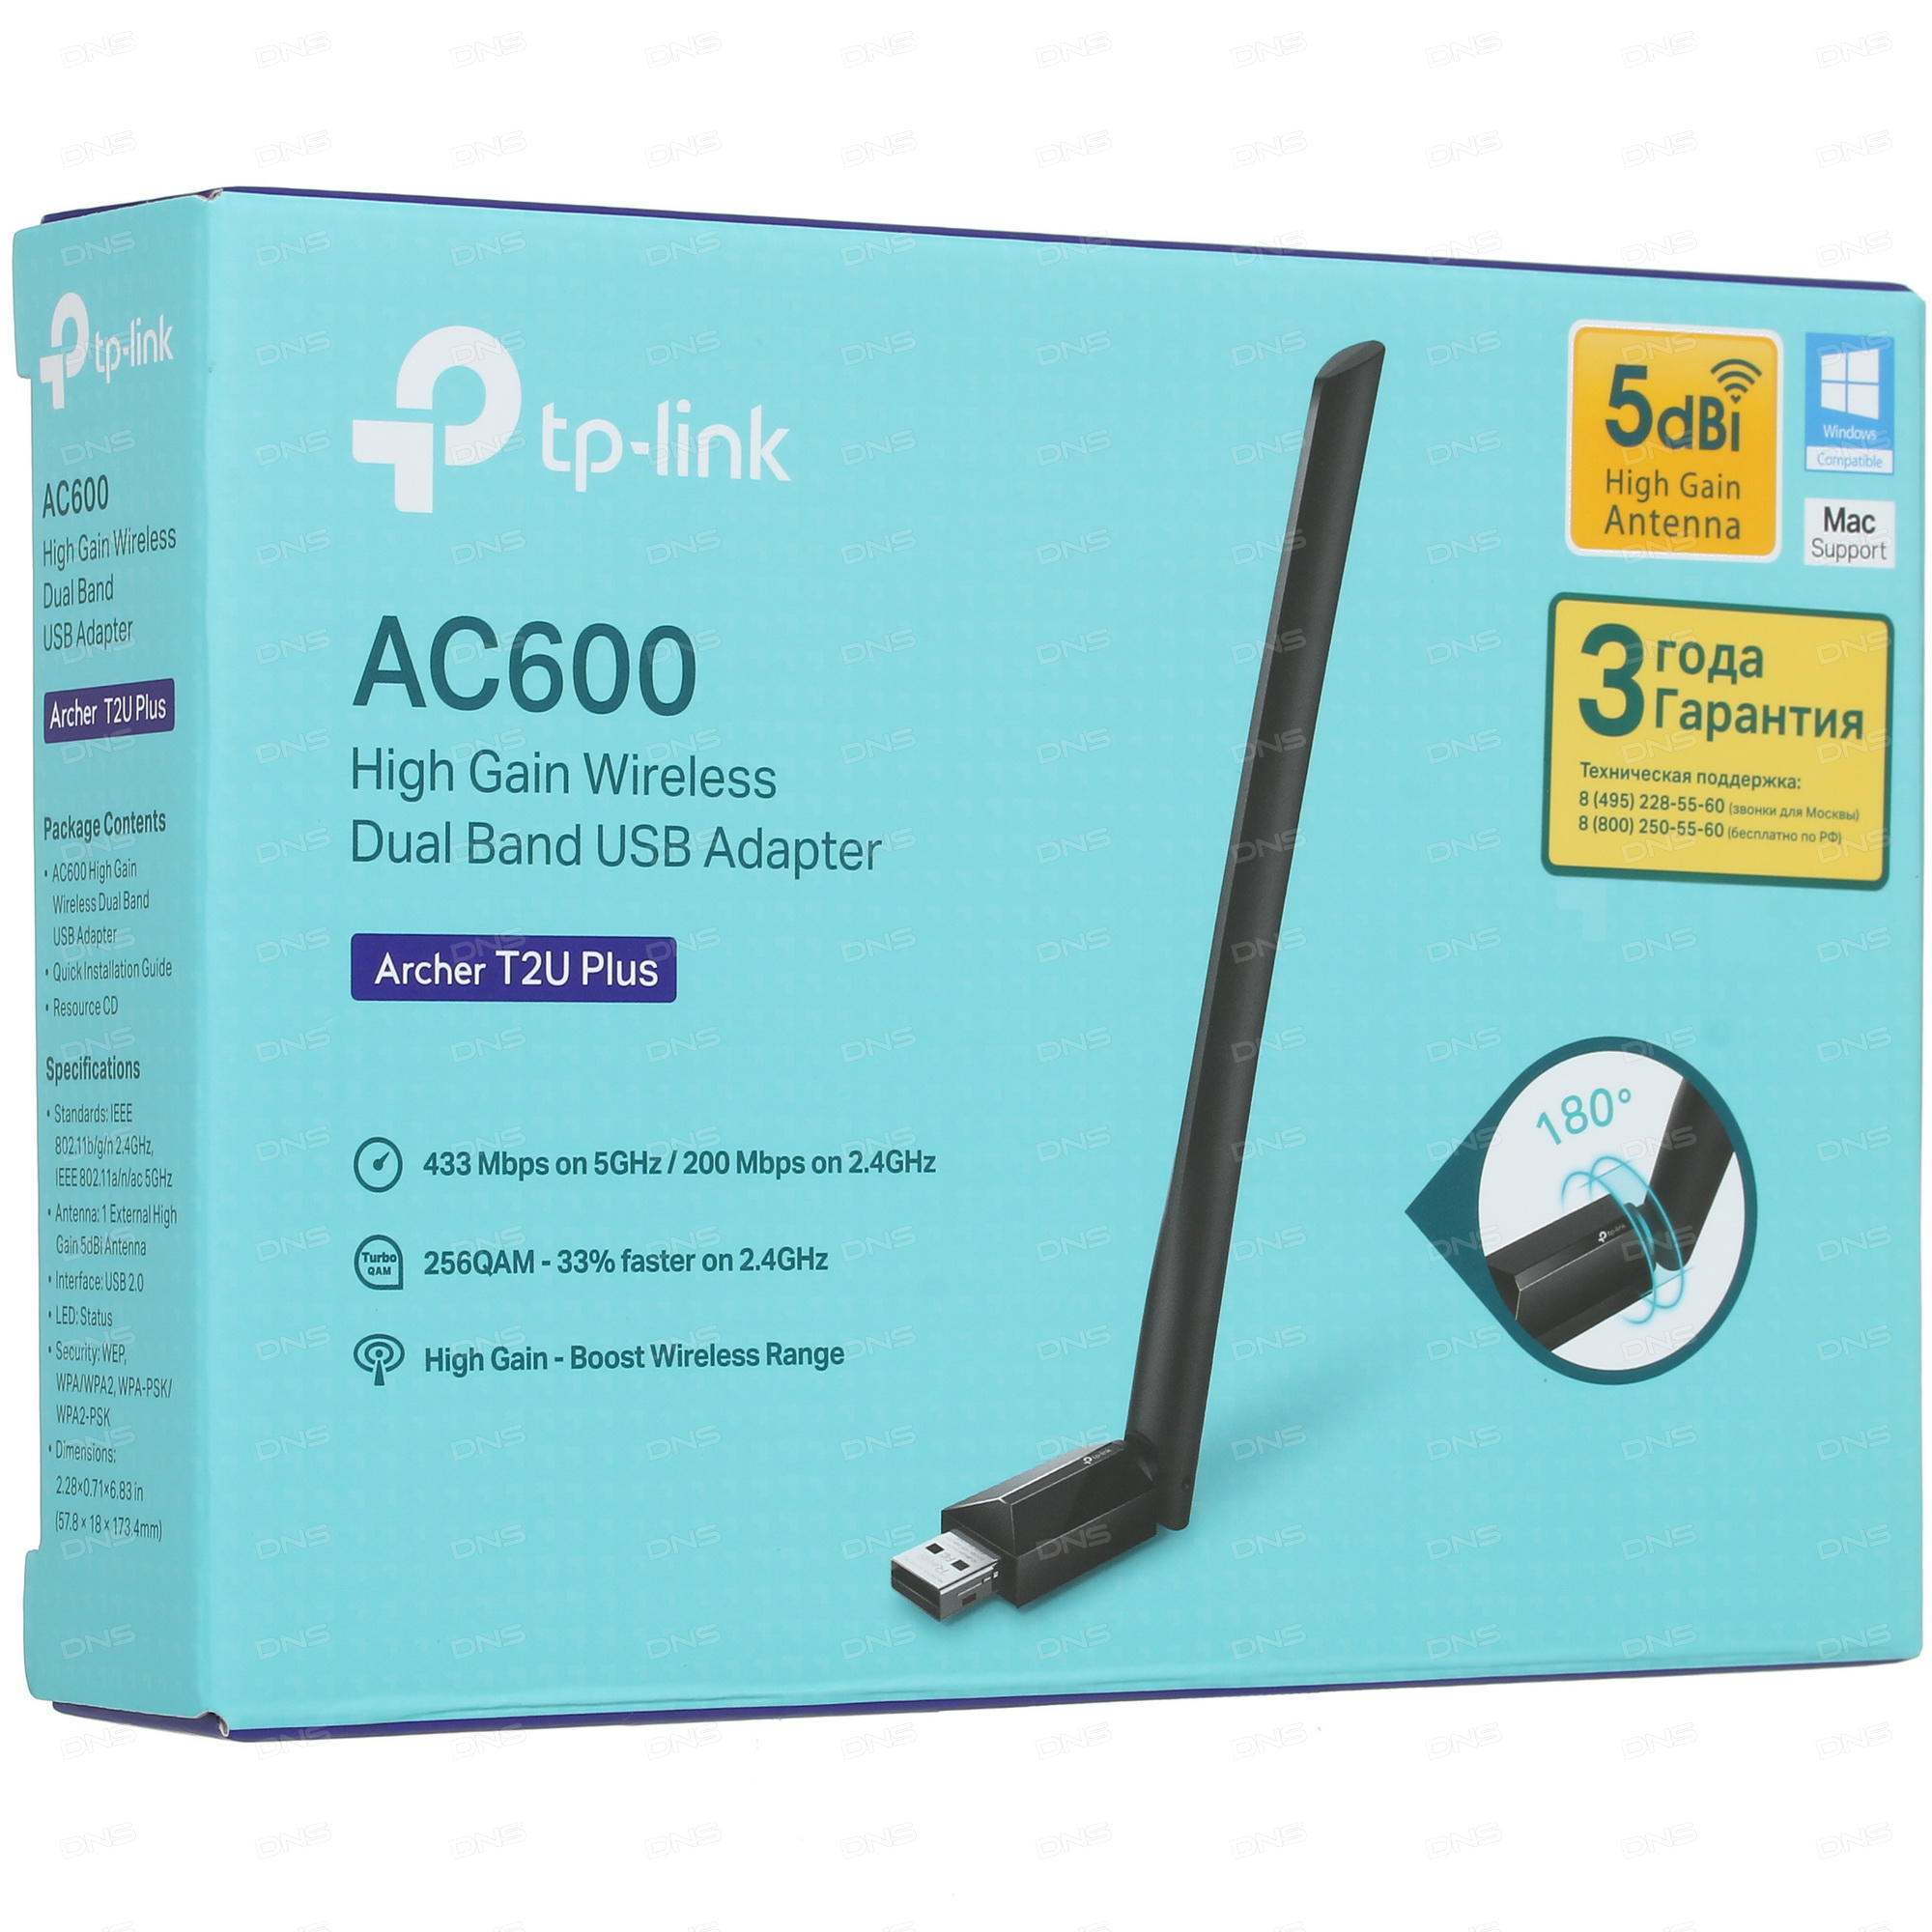 tp-link
AC600
High Gain Wireless
Dual Band
USB Adapter
Archer T2U Plus
Package Contents
• AC600 High Gain
Wireless Dual Band
USB Adapter
• Quick Installation Guide
• Resource CD
Specifications
• Standards: IEEE
802.11b/g/n 2.4GHz,
IEEE 802.11a/n/ac 5GHz
• Antenna: 1 External High
Gain 5dBi Antenna
• Interface: USB 2.0
• LED: Status
• Security: WEP,
WPA/WPA2, WPA-PSK/
WPA2-PSK
• Dimensions:
2.28×0.71×6.83 in
(57.8 × 18 × 173.4mm)
tp-link
AC600
High Gain Wireless
Dual Band USB Adapter
Archer T2U Plus
433 Mbps on 5GHz / 200 Mbps on 2.4GHz
Turbo
QAM
256QAM - 33% faster on 2.4GHz
High Gain - Boost Wireless Range
tp-link
5dBi
High Gain
Antenna
Windows
Compatible
Mac
Support
3 года
Гарантия
Техническая поддержка:
8 (495) 228-55-60 (звонки для Москвы)
8 (800) 250-55-60 (бесплатно по РФ)
180°
tp-link
DNS